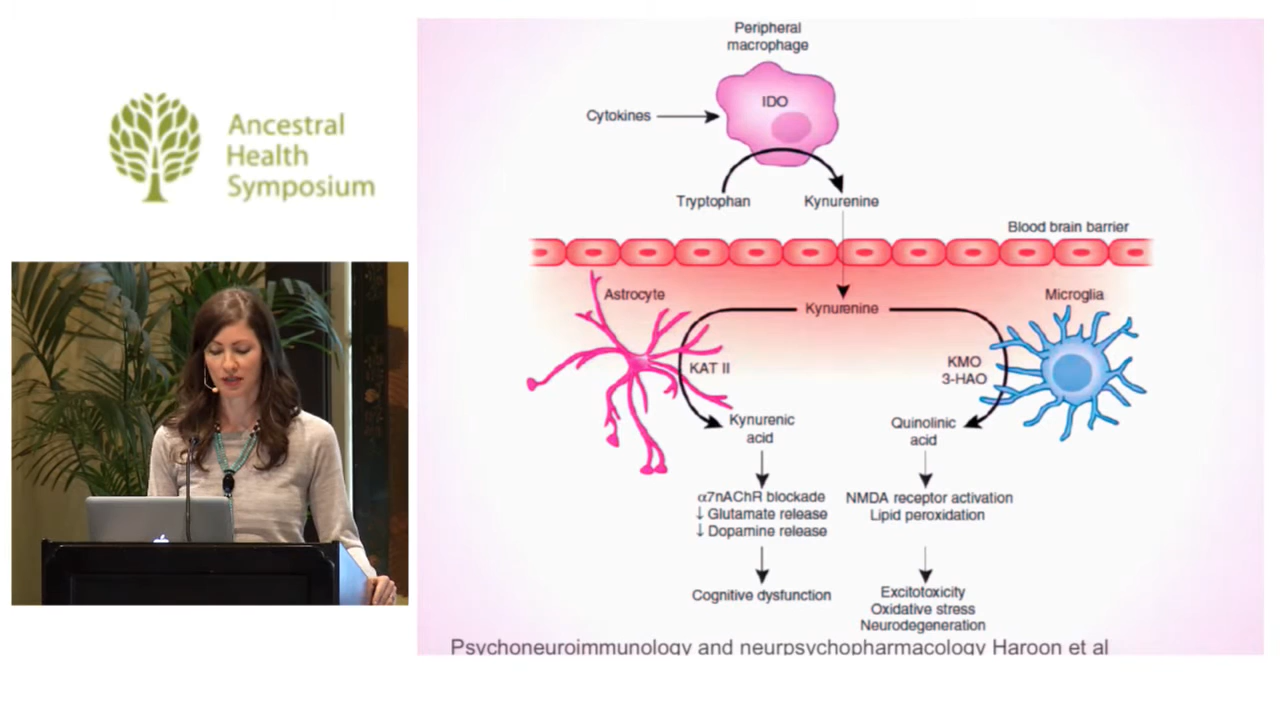 Ancestral
Health
Symposium
Peripheral
macrophage
IDO
Cytokines
Tryptophan
Kynurenine
Blood brain barrier
Astrocyte
Kynurenine
Microglia
KAT II
KMO
3-HAO
Kynurenic
acid
Quinolinic
acid
α7nAChR blockade
↓ Glutamate release
↓ Dopamine release
NMDA receptor activation
Lipid peroxidation
Cognitive dysfunction
Excitotoxicity
Oxidative stress
Neurodegeneration
Psychoneuroimmunology and neurpsychopharmacology Haroon et al